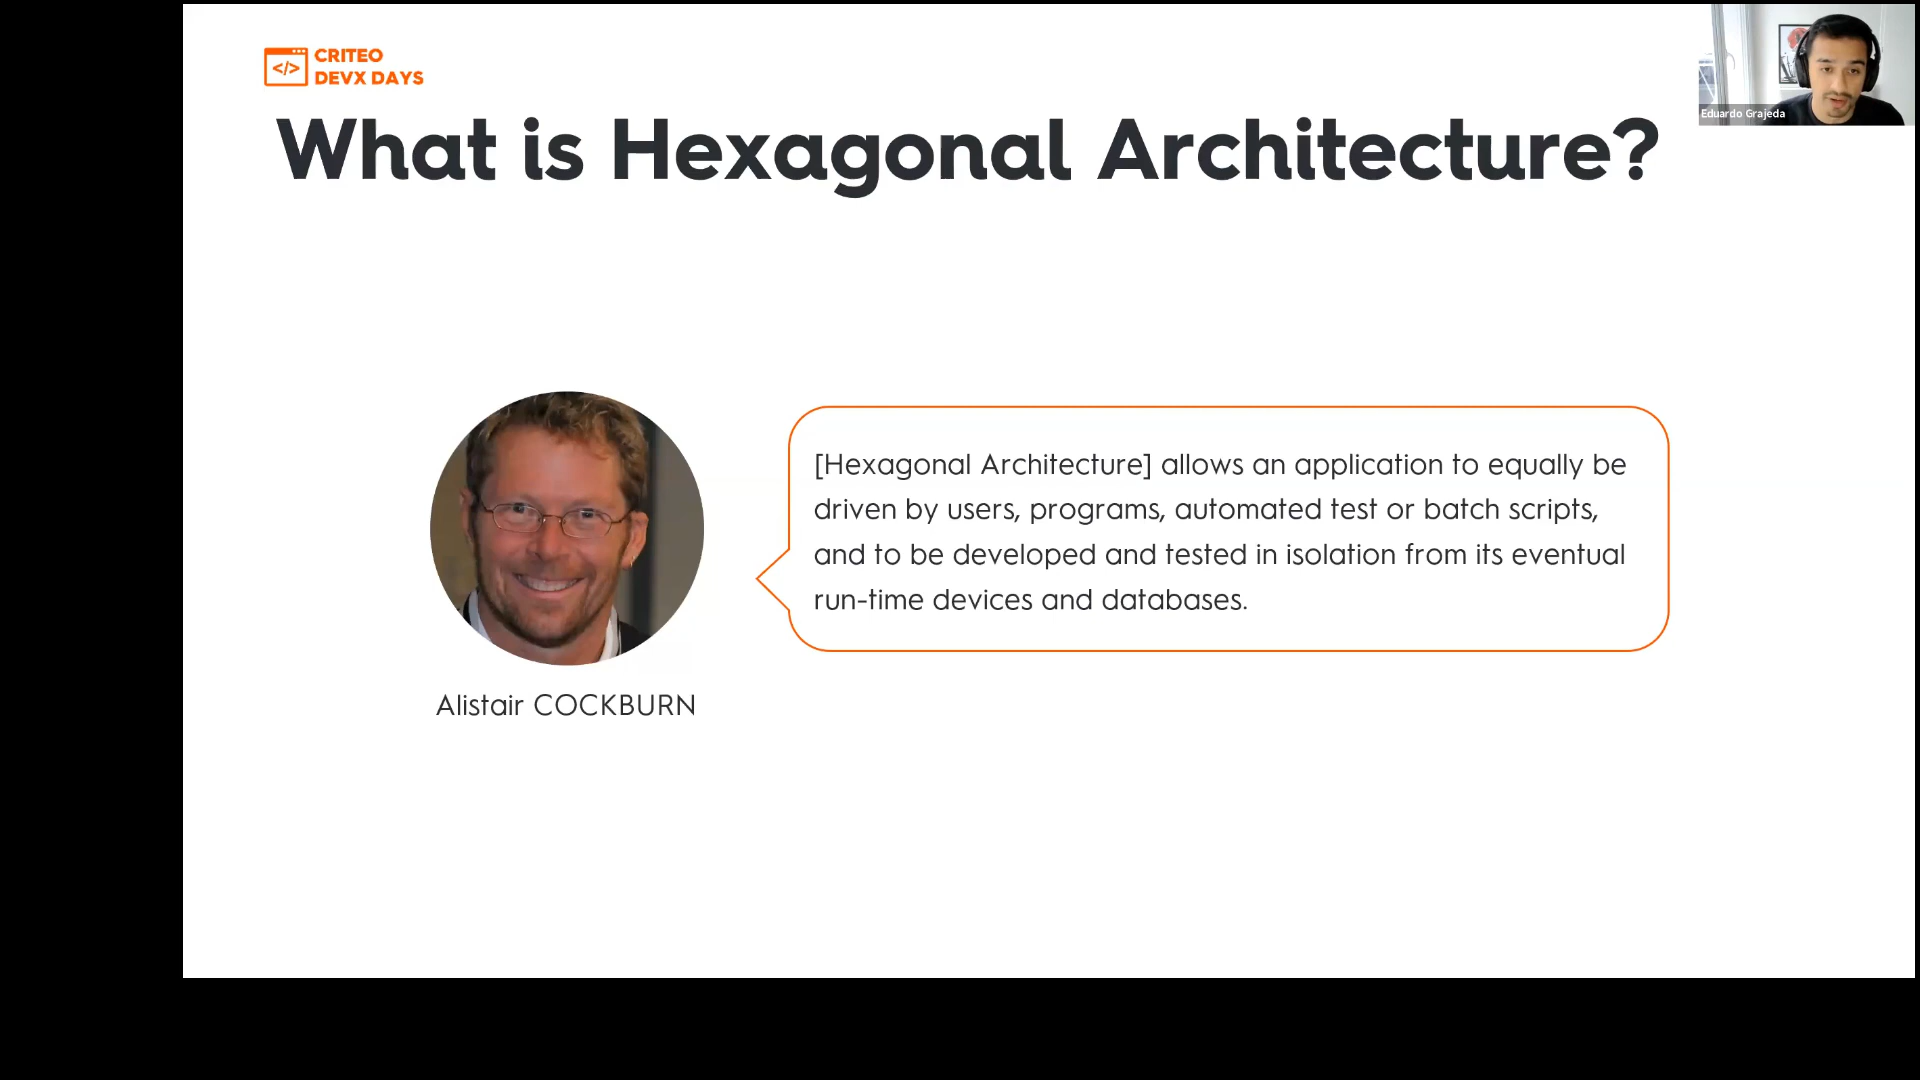 CRITEO
DEVX DAYS
Eduardo Grajeda
What is Hexagonal Architecture?
[Hexagonal Architecture] allows an application to equally be
driven by users, programs, automated test or batch scripts,
and to be developed and tested in isolation from its eventual
run-time devices and databases.
Alistair COCKBURN